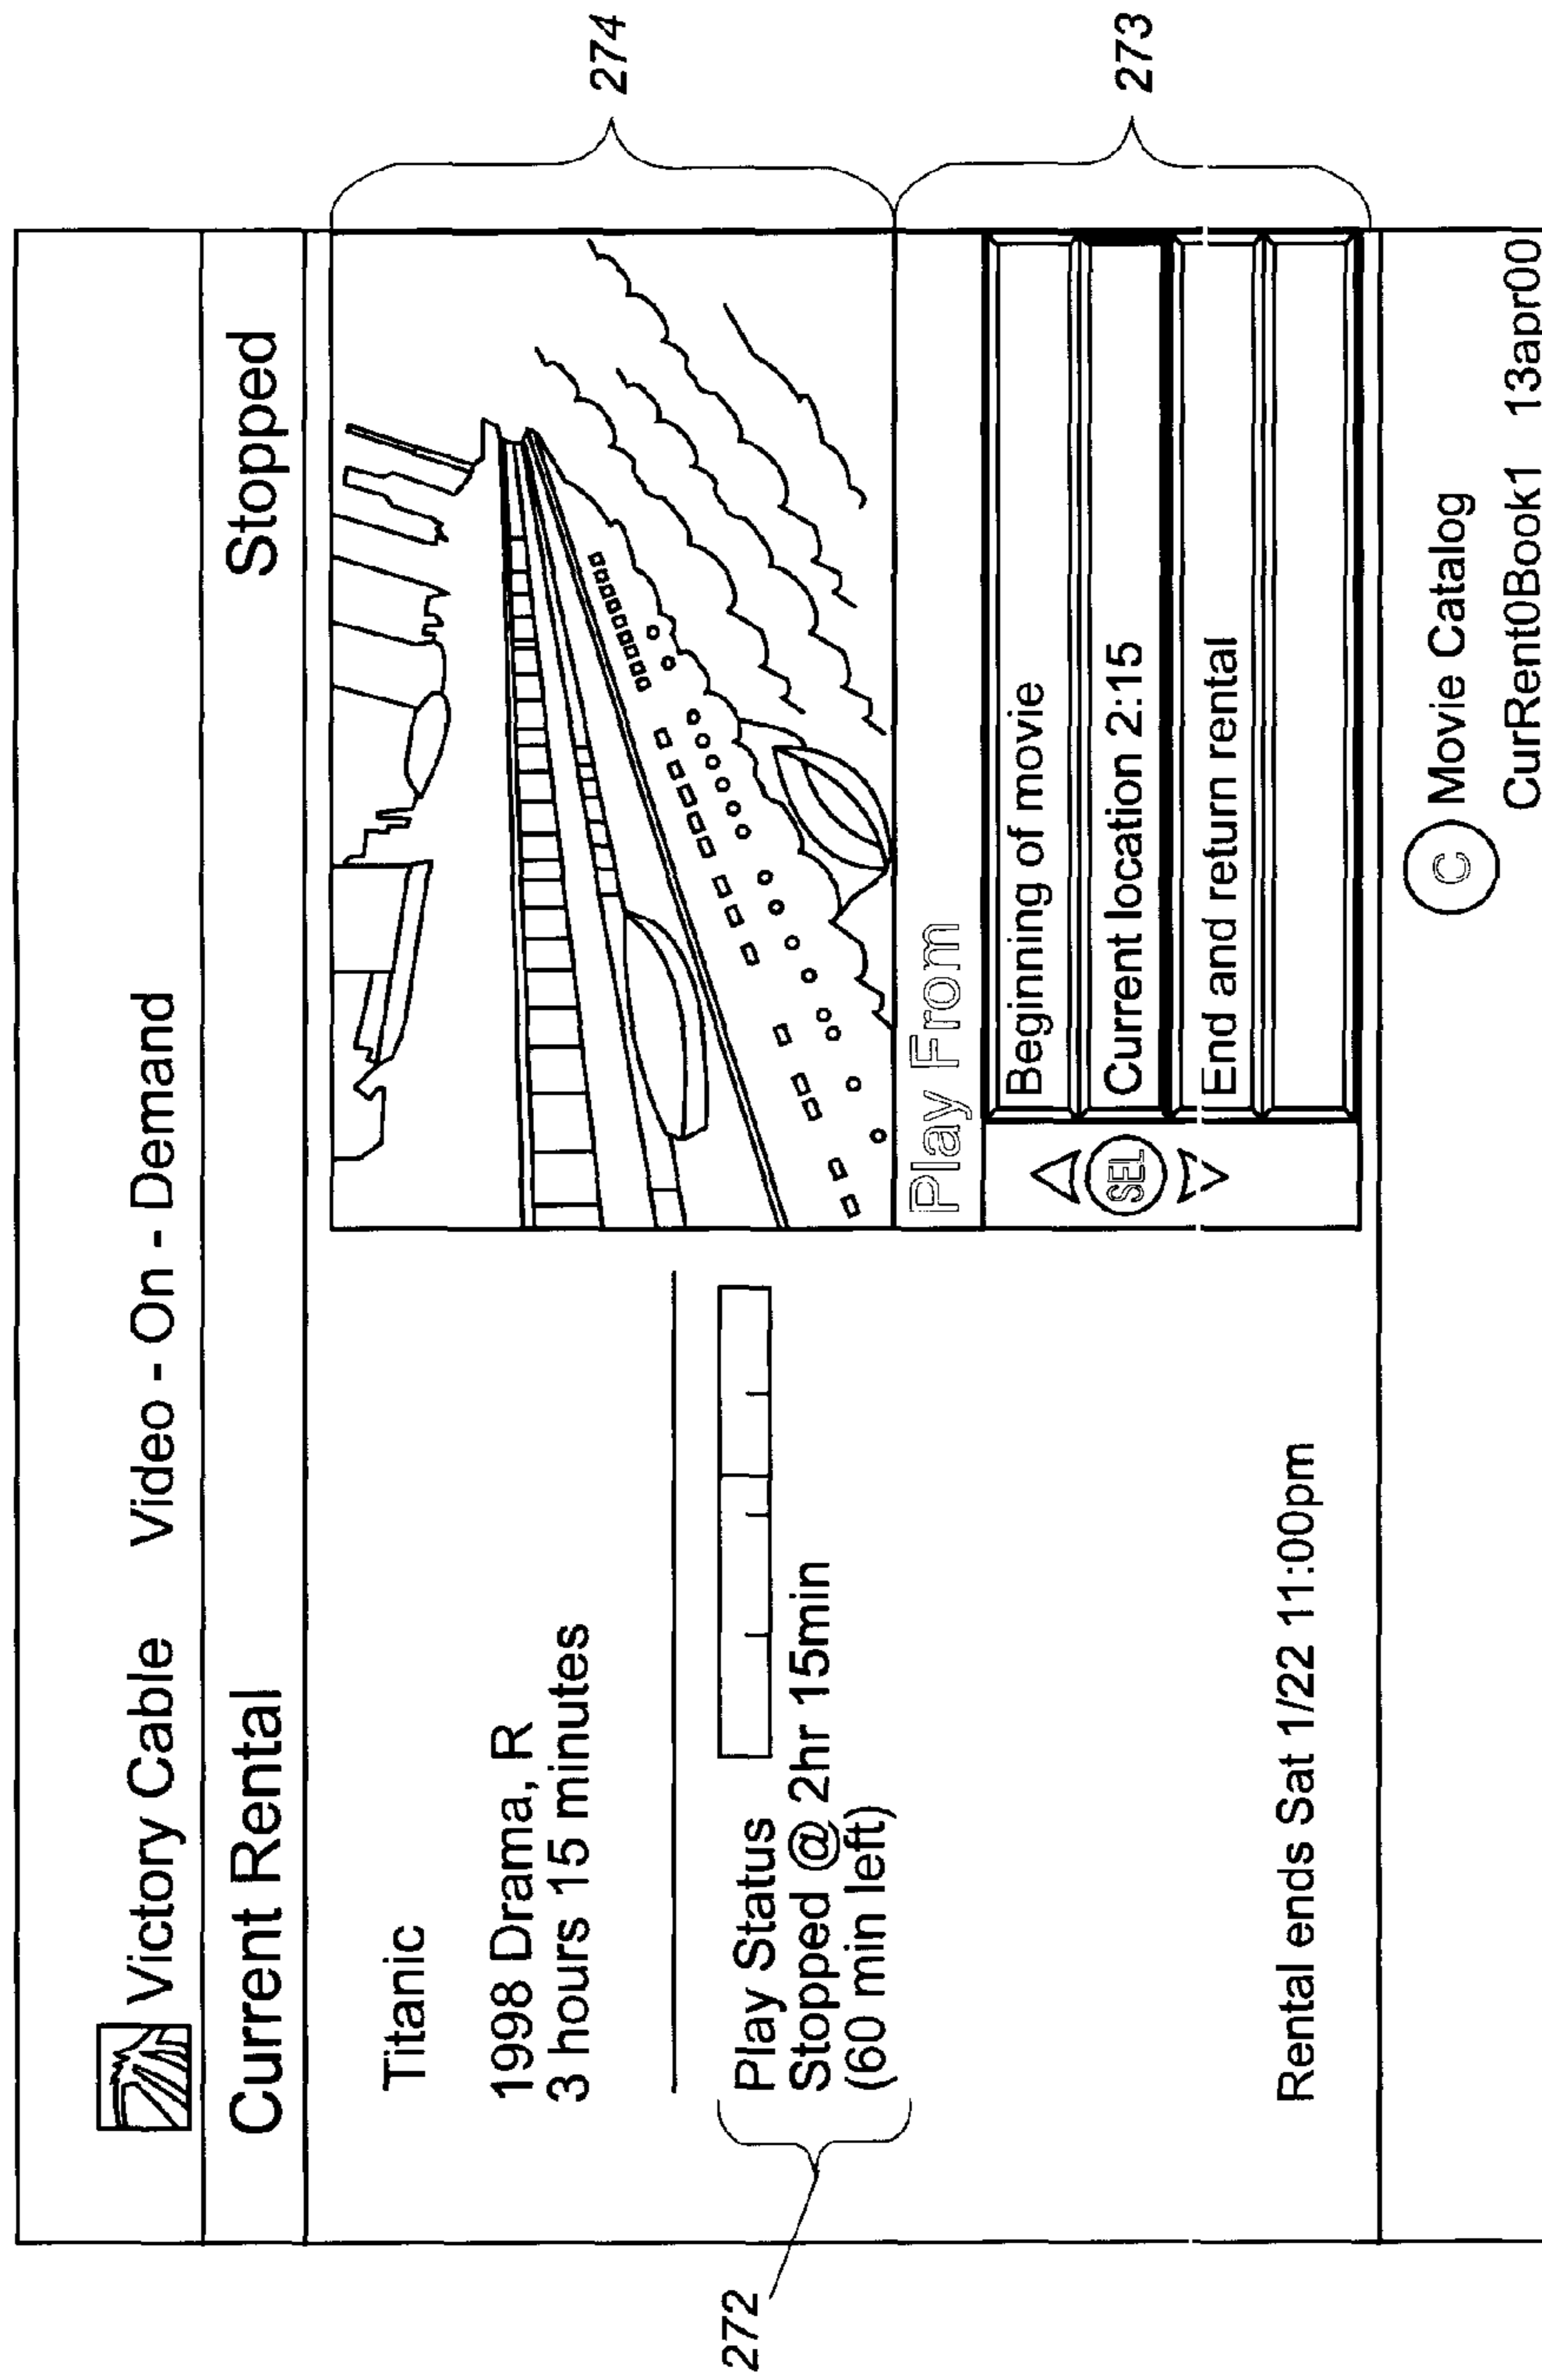 Victory Cable Video - On - Demand
Current Rental Stopped
Titanic
1998 Drama, R
3 hours 15 minutes
Play Status
Stopped @ 2hr 15min
(60 min left)
Rental ends Sat 1/22 11:00pm
272
274
Play From
SEL
Beginning of movie
Current location 2:15
End and return rental
273
C Movie Catalog
CurRent0Book1 13apr00